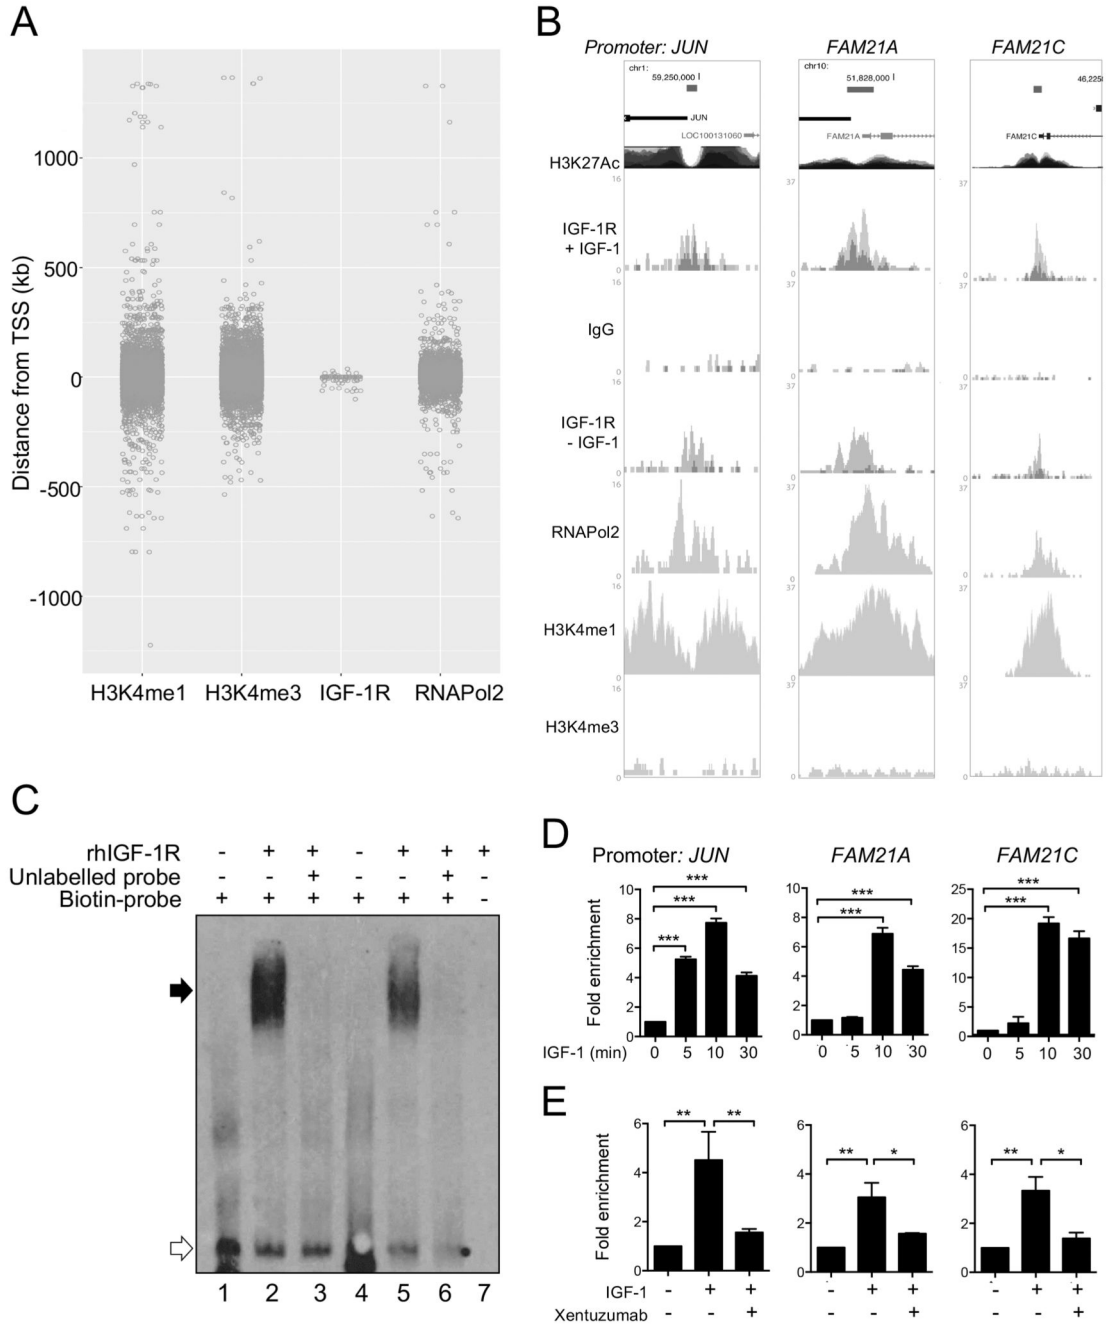 A
Distance from TSS (kb)
1000
500
0
-500
-1000
H3K4me1 H3K4me3 IGF-1R RNAPol2
B
Promoter: JUN FAM21A FAM21C
chr1: chr10:
59,250,000 51,828,000 46,225
JUN
LOC100131060 FAM21A FAM21C
H3K27Ac
16 37 37
IGF-1R + IGF-1
0 0 0
16 37 37
IgG
0 0 0
16 37 37
IGF-1R - IGF-1
0 0 0
16 37 37
RNAPol2
0 0 0
16 37 37
H3K4me1
0 0 0
16 37 37
H3K4me3
0 0 0
C
rhIGF-1R - + + - + + +
Unlabelled probe + +
Biotin-probe + + + + + + -
1 2 3 4 5 6 7
D
Promoter: JUN FAM21A FAM21C
Fold enrichment
10 8 6 4 2 0
10 8 6 4 2 0
25 20 15 10 5 0
*** *** ***
*** ***
*** ***
IGF-1 (min) 0 5 10 30 0 5 10 30 0 5 10 30
E
Fold enrichment
6 4 2 0
6 4 2 0
6 4 2 0
** ** ** * ** *
IGF-1 - + + - + + - + +
Xentuzumab - - + - - + - - +